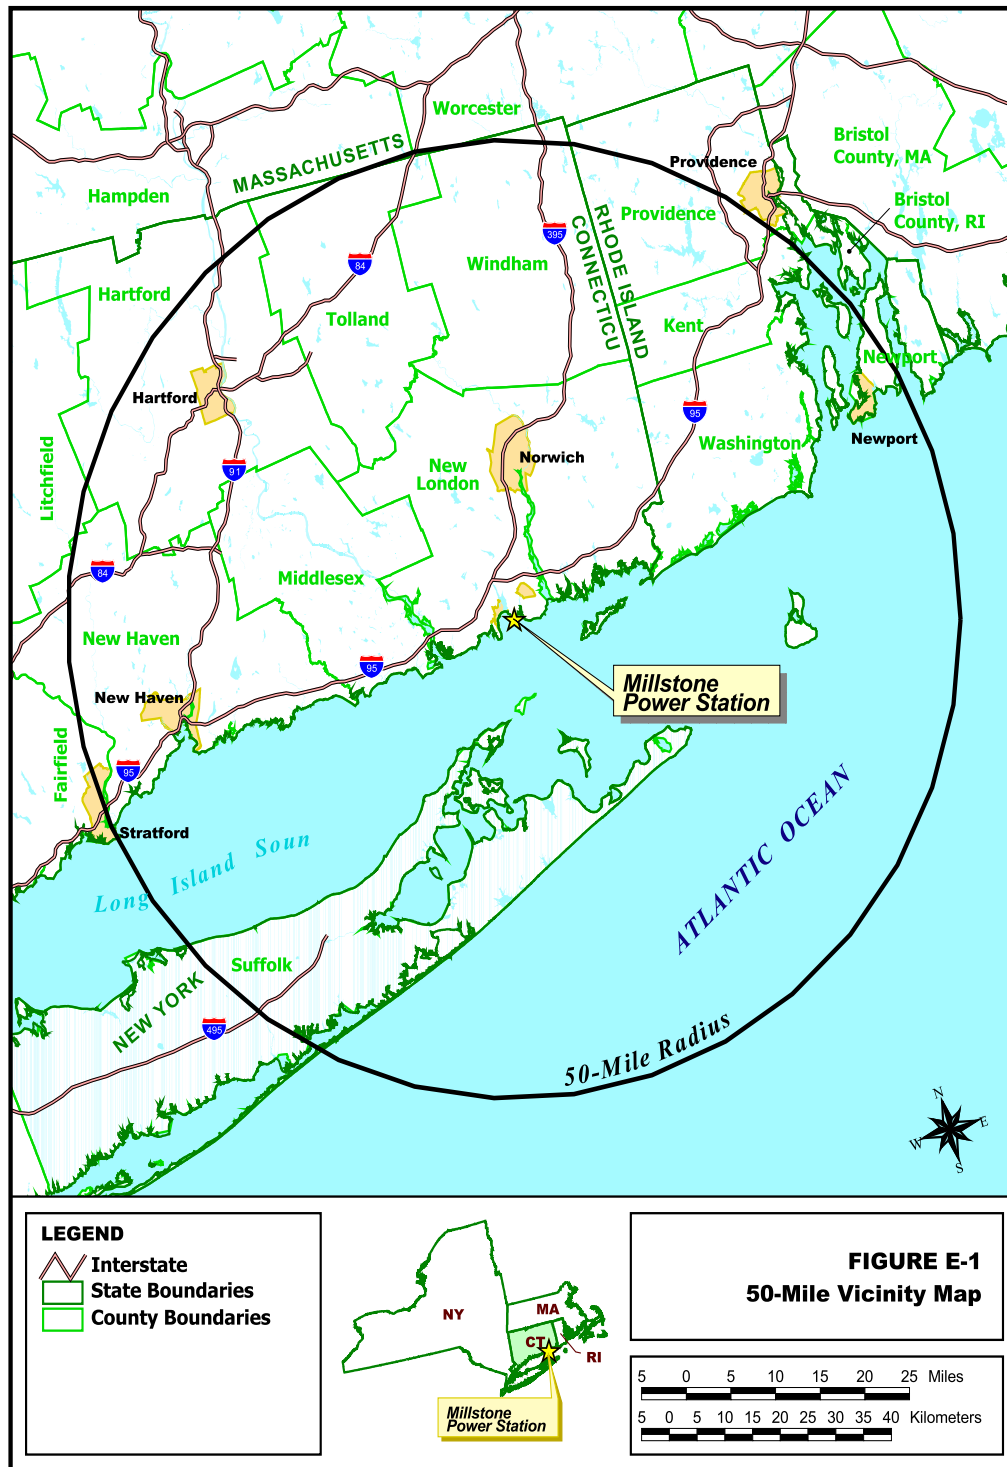 Worcester
MASSACHUSETTS
Bristol
County, MA
Providence
Hampden
Bristol
County, RI
RHODE ISLAND
CONNECTICU
Providence
395
Windham
84
Hartford
Tolland
Kent
Newport
Hartford
95
Newport
Washington
Litchfield
91
New
London
Norwich
84
Middlesex
New Haven
95
Millstone
Power Station
New Haven
Fairfield
95
Stratford
Long Island Soun
ATLANTIC OCEAN
Suffolk
NEW YORK
495
50-Mile Radius
N
E
W
S
LEGEND
Interstate
State Boundaries
County Boundaries
NY
MA
CT
RI
Millstone
Power Station
FIGURE E-1
50-Mile Vicinity Map
5 0 5 10 15 20 25 Miles
5 0 5 10 15 20 25 30 35 40 Kilometers